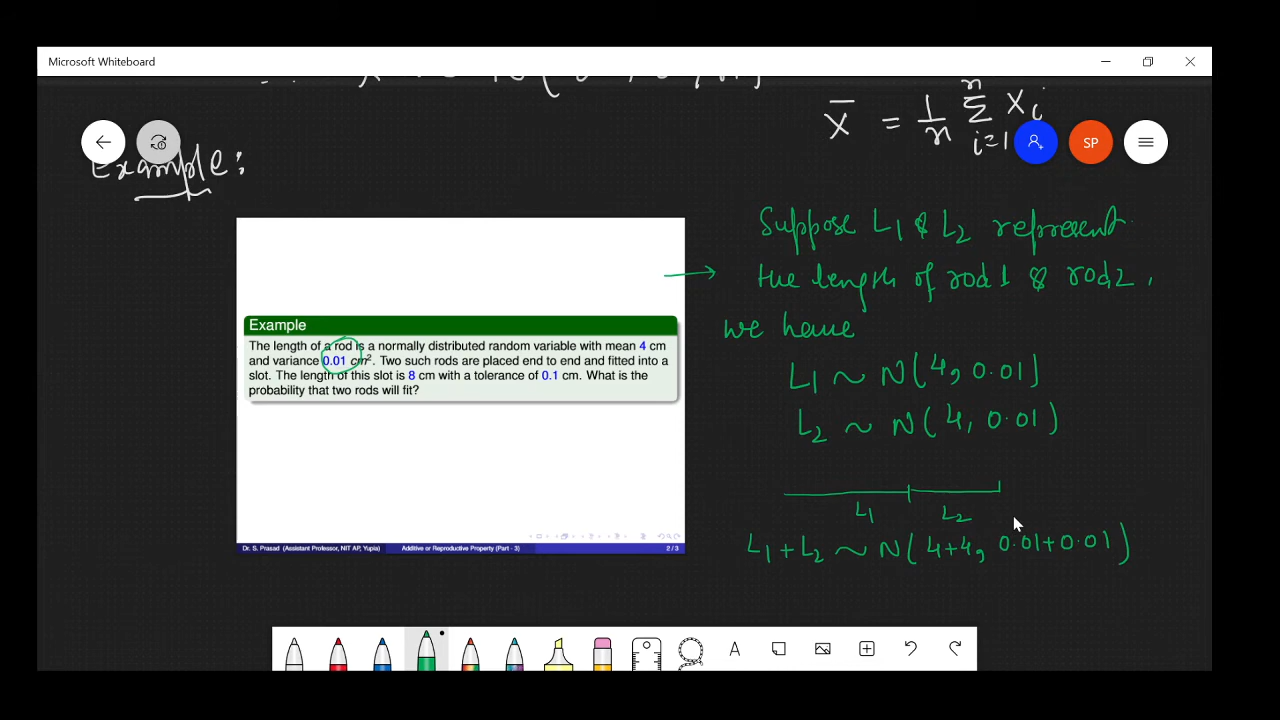 Microsoft Whiteboard
X̄ = 1/n Σ Xi
n
i=1
SP
Example:
Suppose L1 & L2 represent
the length of rod 1 & rod 2,
we have
L1 ~ N(4, 0.01)
L2 ~ N(4, 0.01)
L1 L2
L1+L2 ~ N(4+4, 0.01+0.01)
Example
The length of a rod is a normally distributed random variable with mean 4 cm
and variance 0.01 cm². Two such rods are placed end to end and fitted into a
slot. The length of this slot is 8 cm with a tolerance of 0.1 cm. What is the
probability that two rods will fit?
Dr. S. Prasad (Assistant Professor, NIT AP, Yupia) Additive or Reproductive Property (Part - 3) 2 / 3
A